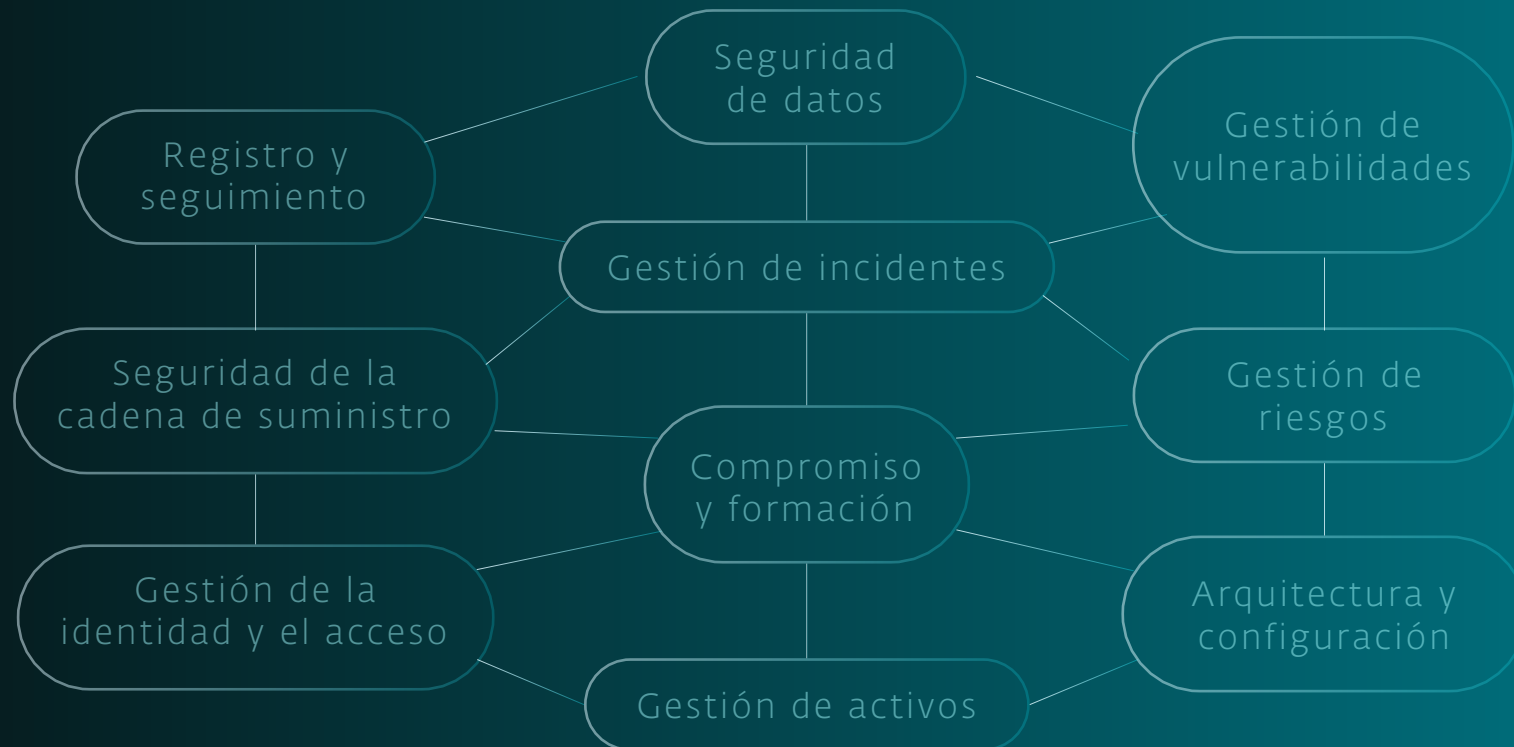 Seguridad
de datos
Gestión de
vulnerabilidades
Registro y
seguimiento
Gestión de incidentes
Seguridad de la
cadena de suministro
Gestión de
riesgos
Compromiso
y formación
Gestión de la
identidad y el acceso
Arquitectura y
configuración
Gestión de activos